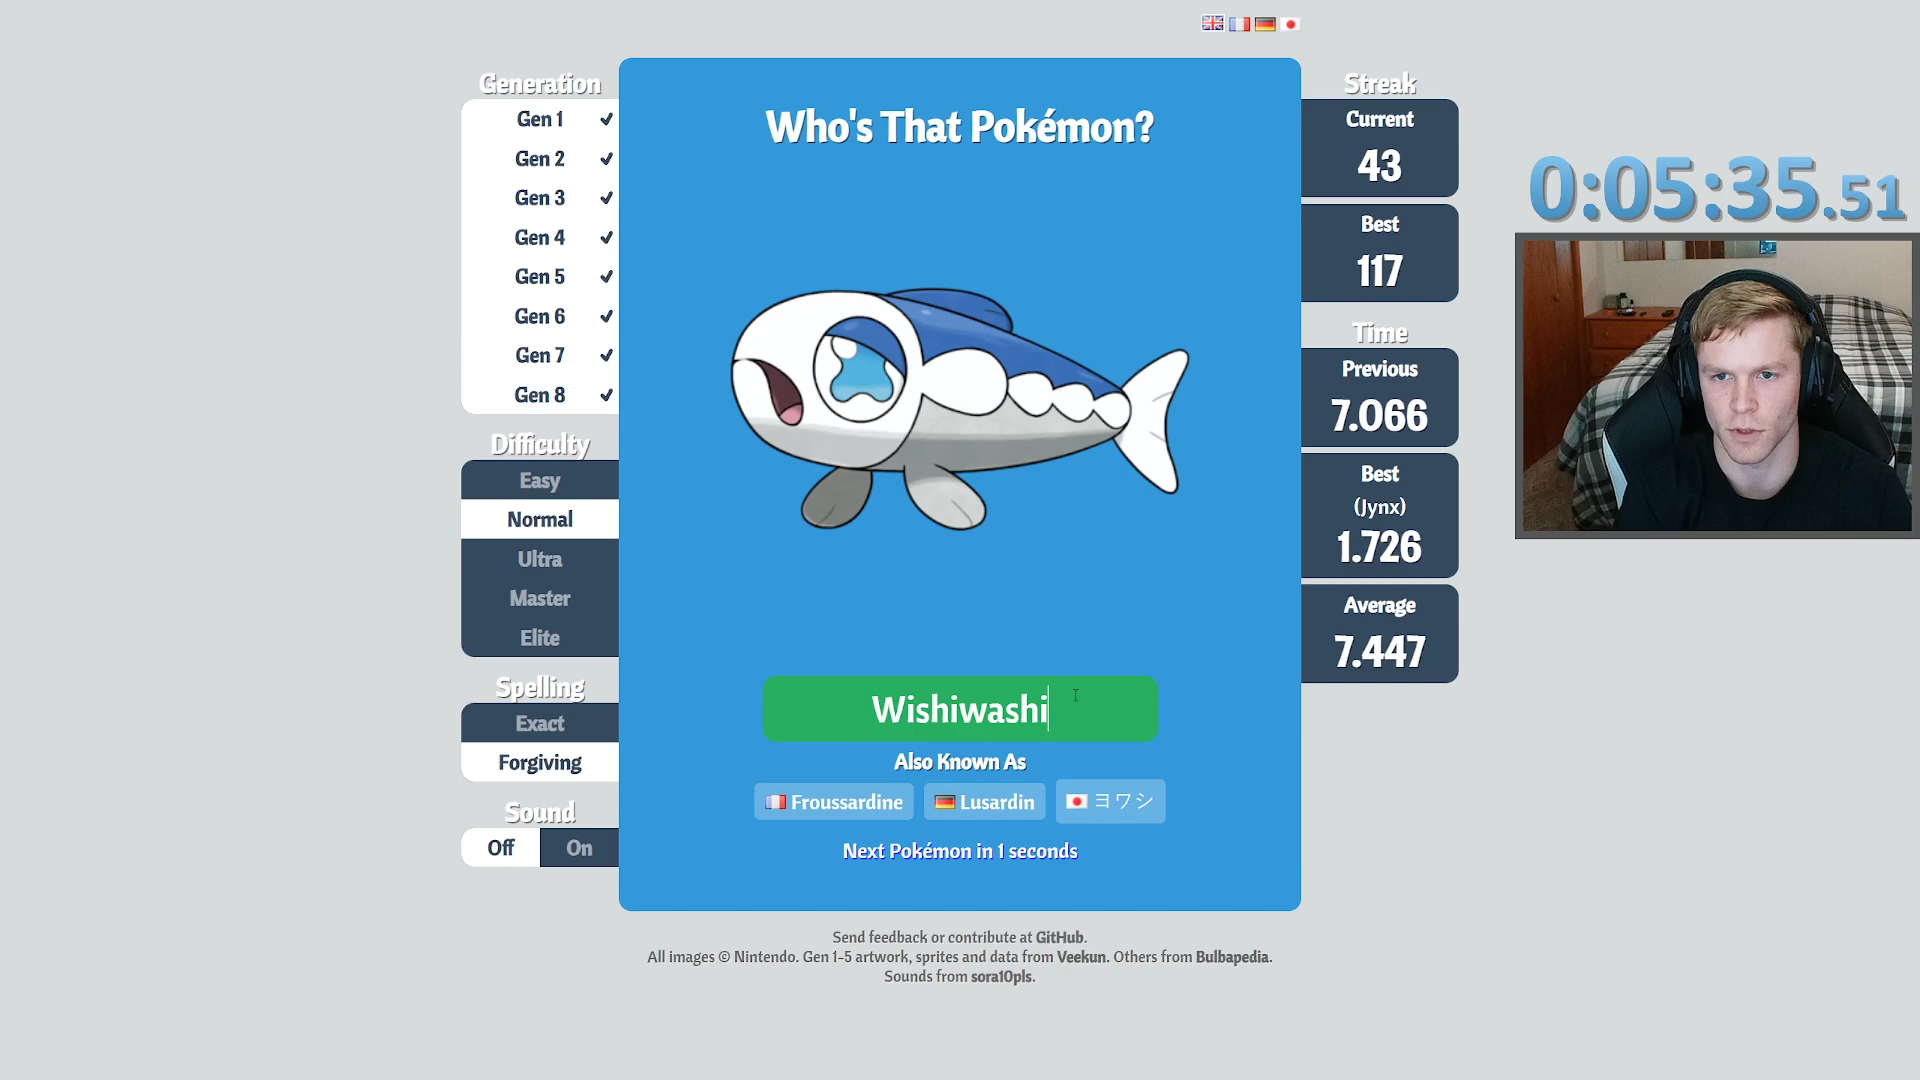 Generation
Gen 1
Gen 2
Gen 3
Gen 4
Gen 5
Gen 6
Gen 7
Gen 8
Difficulty
Easy
Normal
Ultra
Master
Elite
Spelling
Exact
Forgiving
Sound
Off On
Who's That Pokémon?
Wishiwashi
Also Known As
Froussardine Lusardin ヨワシ
Next Pokémon in 1 seconds
Streak
Current
43
Best
117
Time
Previous
7.066
Best
(Jynx)
1.726
Average
7.447
0:05:35.51
Send feedback or contribute at GitHub.
All images © Nintendo. Gen 1-5 artwork, sprites and data from Veekun. Others from Bulbapedia.
Sounds from sora10pls.